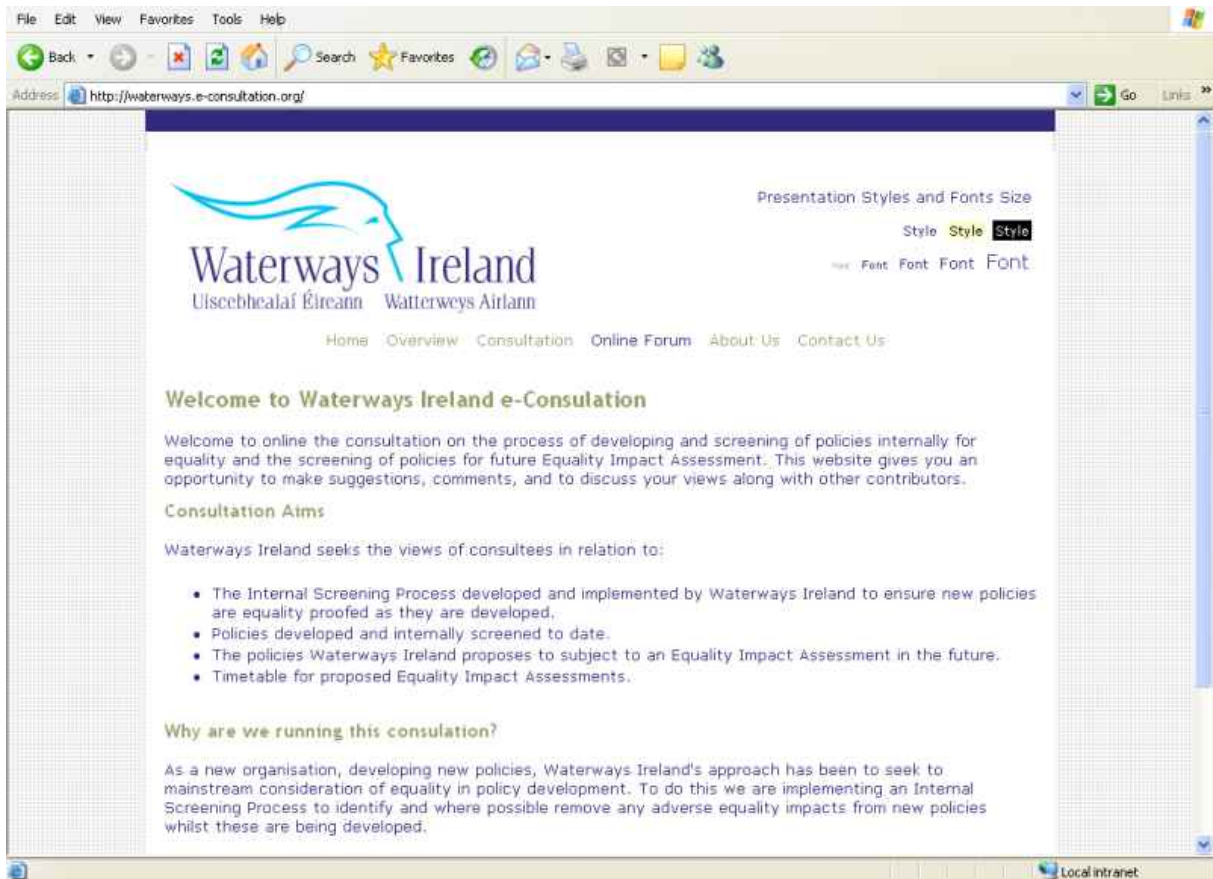 File Edit View Favorites Tools Help
Back Search Favorites
Address http://waterways.e-consultation.org/ Go Links »
Presentation Styles and Fonts Size
Style Style Style
Font Font Font Font
Waterways Ireland
Uiscebhealaí Éireann Watterweys Airlann
Home Overview Consultation Online Forum About Us Contact Us
Welcome to Waterways Ireland e-Consulation
Welcome to online the consultation on the process of developing and screening of policies internally for
equality and the screening of policies for future Equality Impact Assessment. This website gives you an
opportunity to make suggestions, comments, and to discuss your views along with other contributors.
Consultation Aims
Waterways Ireland seeks the views of consultees in relation to:
• The Internal Screening Process developed and implemented by Waterways Ireland to ensure new policies
are equality proofed as they are developed.
• Policies developed and internally screened to date.
• The policies Waterways Ireland proposes to subject to an Equality Impact Assessment in the future.
• Timetable for proposed Equality Impact Assessments.
Why are we running this consulation?
As a new organisation, developing new policies, Waterways Ireland's approach has been to seek to
mainstream consideration of equality in policy development. To do this we are implementing an Internal
Screening Process to identify and where possible remove any adverse equality impacts from new policies
whilst these are being developed.
Local intranet